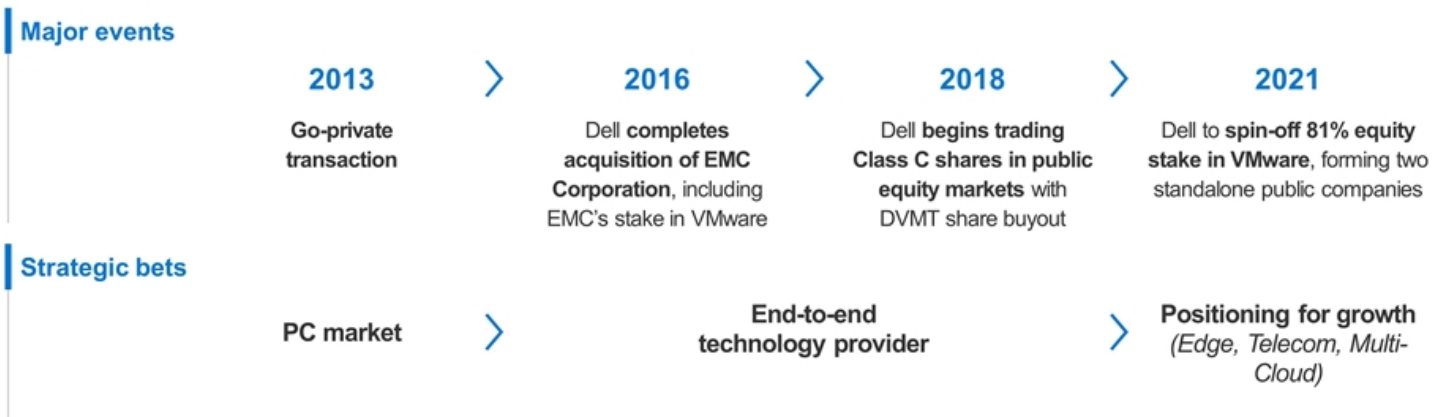 Major events
2013
2016
2018
2021
Go-private
transaction
Dell completes
acquisition of EMC
Corporation, including
EMC's stake in VMware
Dell begins trading
Class C shares in public
equity markets with
DVMT share buyout
Dell to spin-off 81% equity
stake in VMware, forming two
standalone public companies
Strategic bets
PC market
End-to-end
technology provider
Positioning for growth
(Edge, Telecom, Multi-
Cloud)